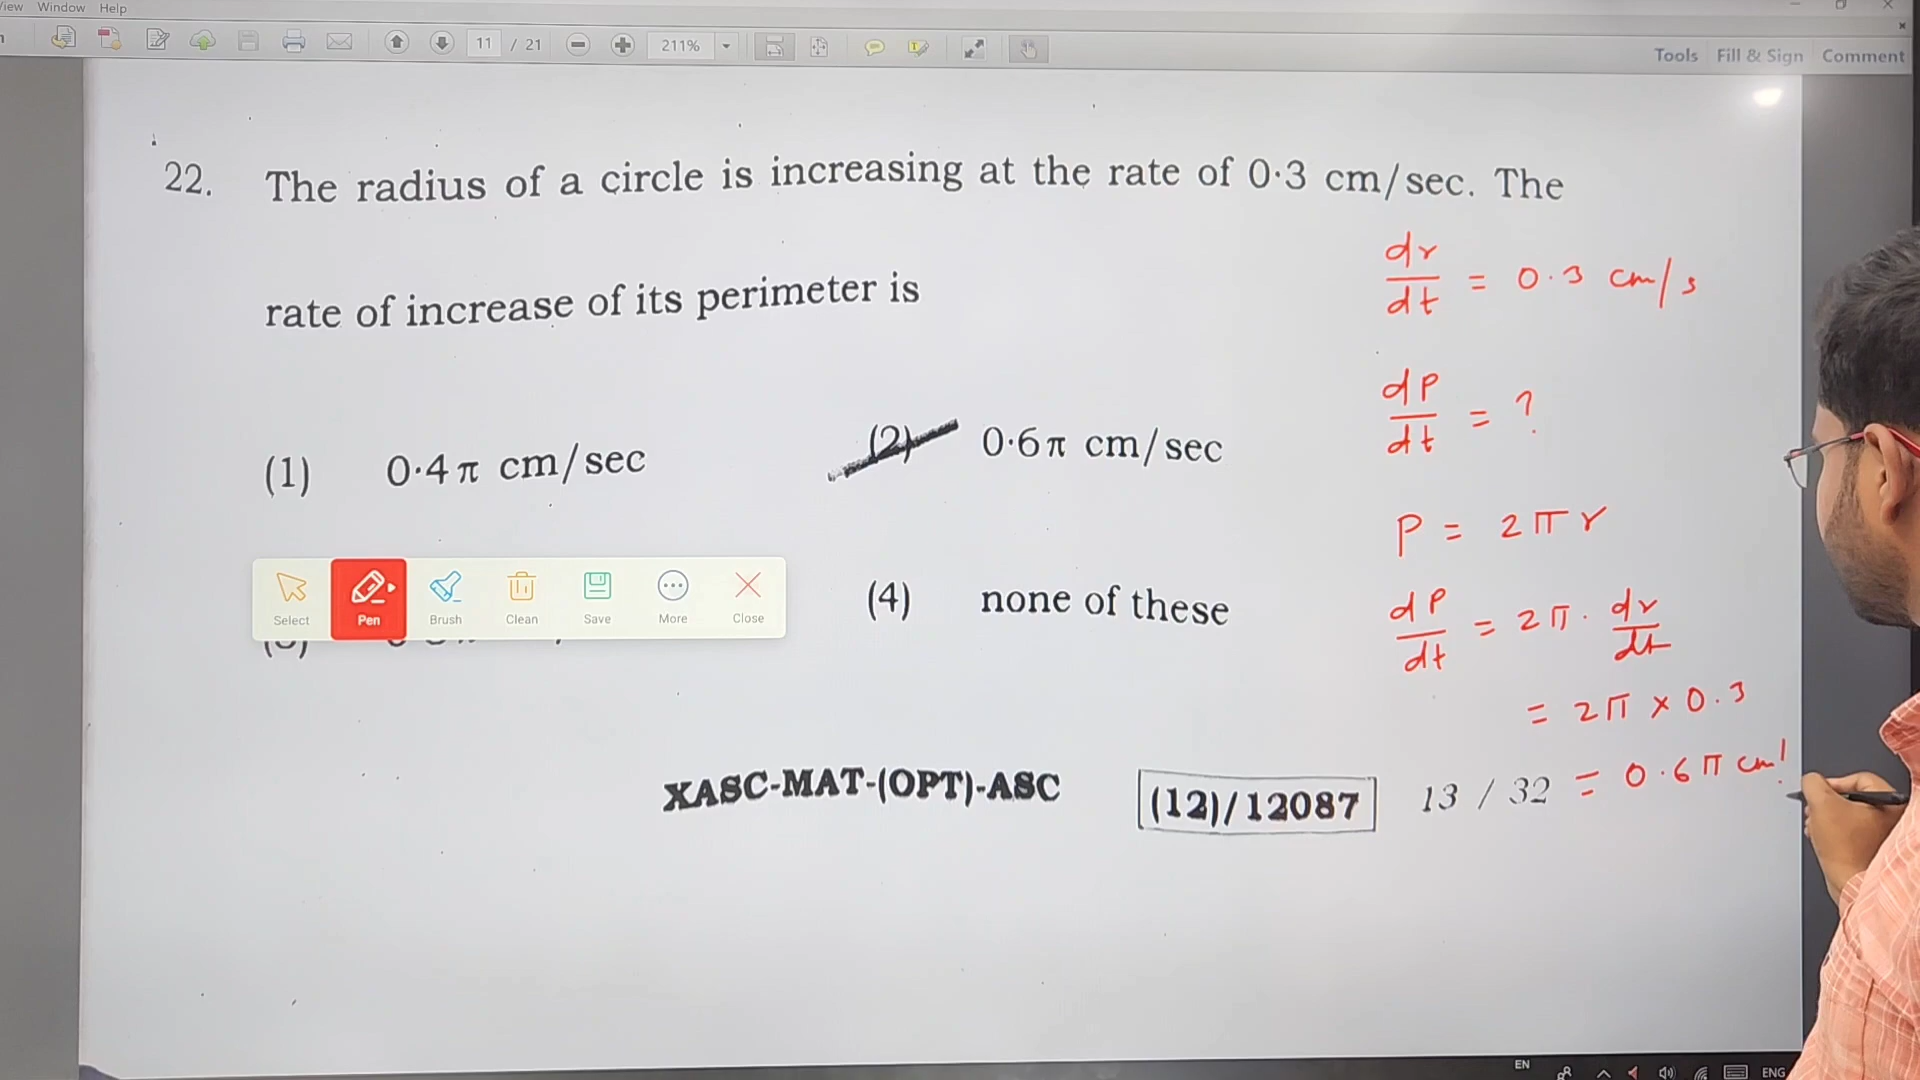 View Window Help
11 / 21
211%
Tools Fill & Sign Comment
22. The radius of a circle is increasing at the rate of 0·3 cm/sec. The
rate of increase of its perimeter is
(1) 0·4π cm/sec
(2) 0·6π cm/sec
Select Pen Brush Clean Save More Close
(4) none of these
XASC-MAT-(OPT)-ASC
(12)/12087
13 / 32
dr/dt = 0.3 cm/s
dP/dt = ?
P = 2πr
dP/dt = 2π. dr/dt
= 2π × 0.3
= 0.6π cm/
EN
ENG